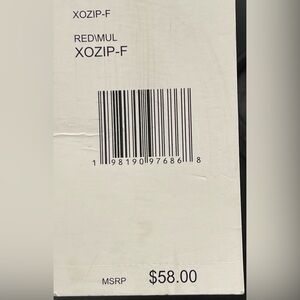 XOZIP-F
RED\MUL
XOZIP-F
1 98190 97686 8
MSRP $58.00